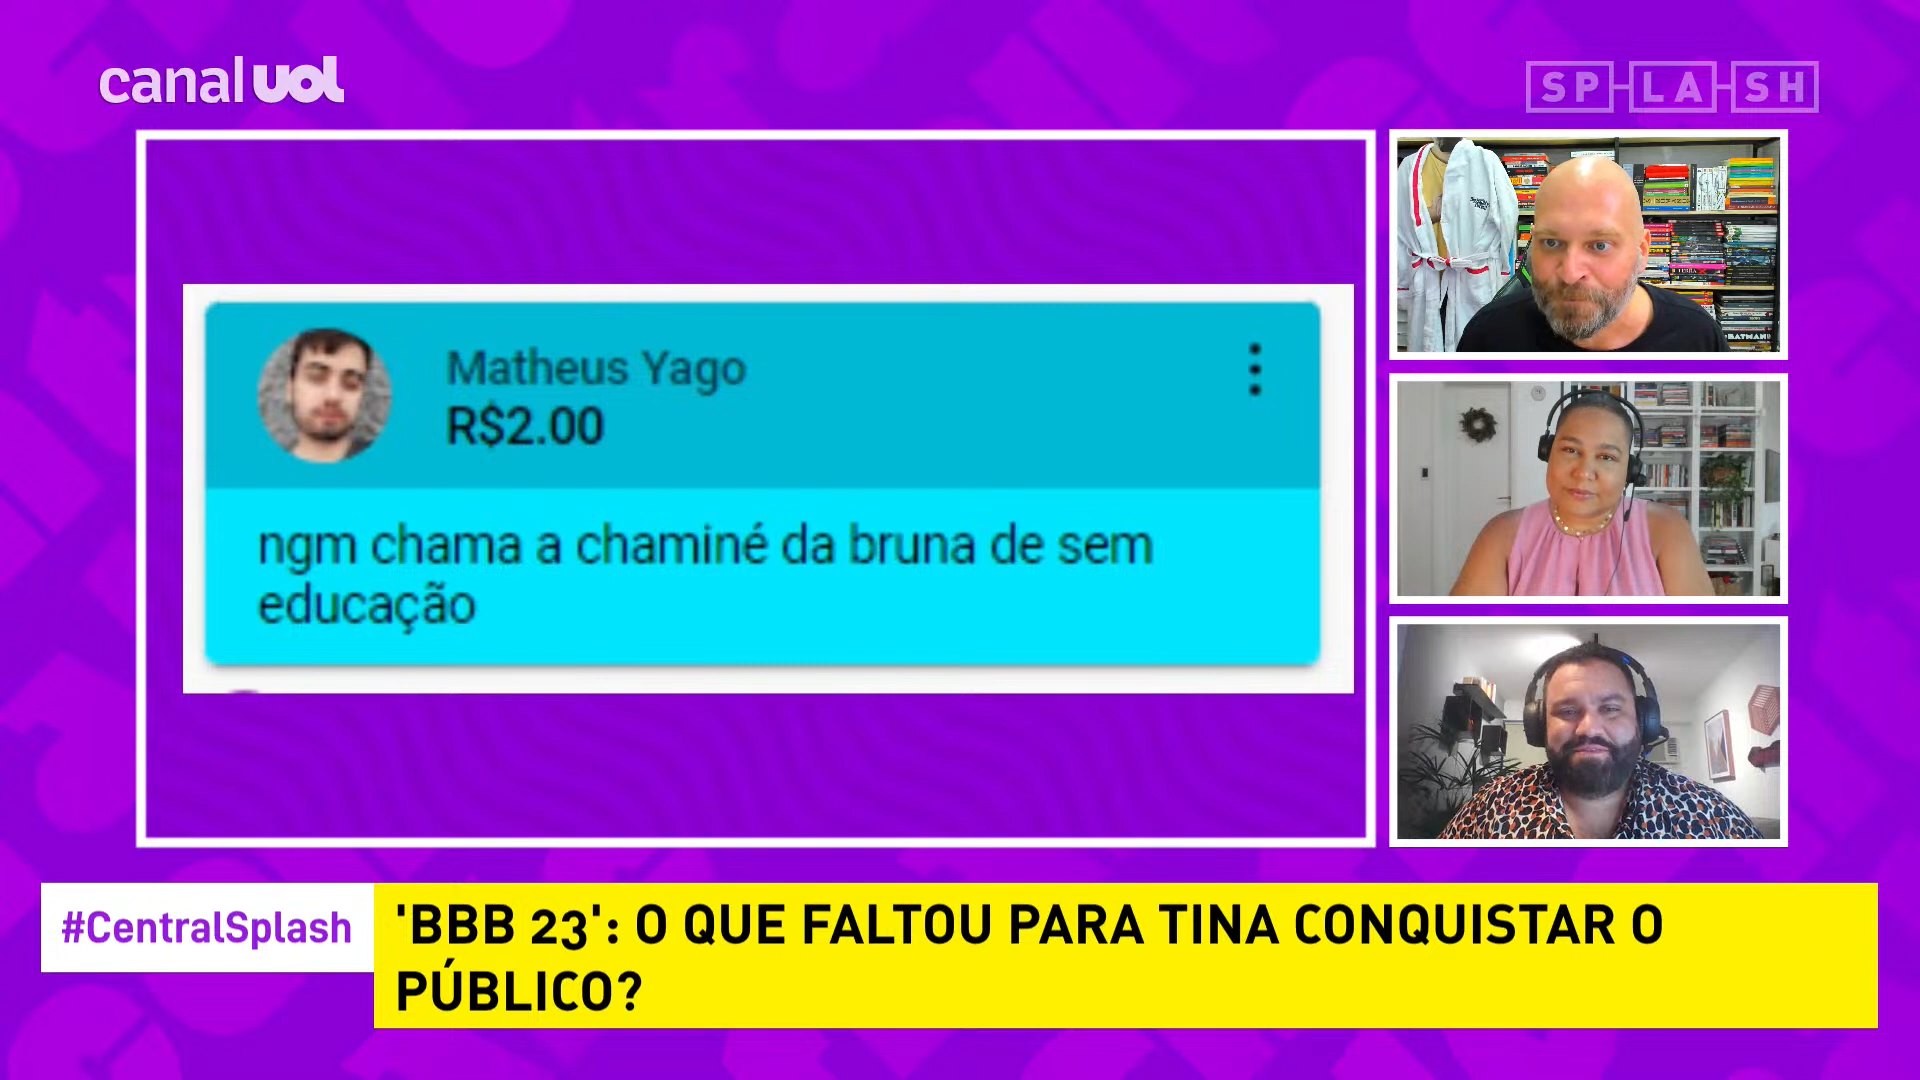 canal UOL
SPLASH
Matheus Yago
R$2.00
ngm chama a chaminé da bruna de sem
educação
BATMAN
#CentralSplash
'BBB 23': O QUE FALTOU PARA TINA CONQUISTAR O
PÚBLICO?